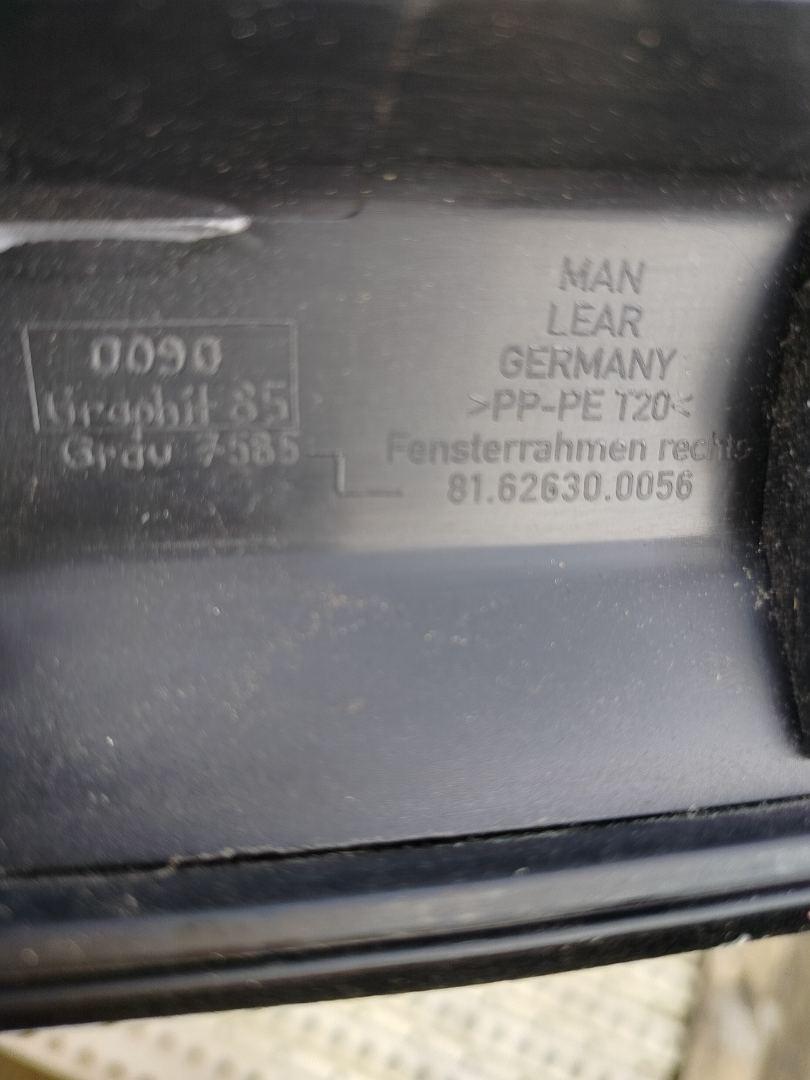 0090
Graphit 85
Grau 7585
MAN
LEAR
GERMANY
>PP-PE T20<
Fensterrahmen rechts
81.62630.0056